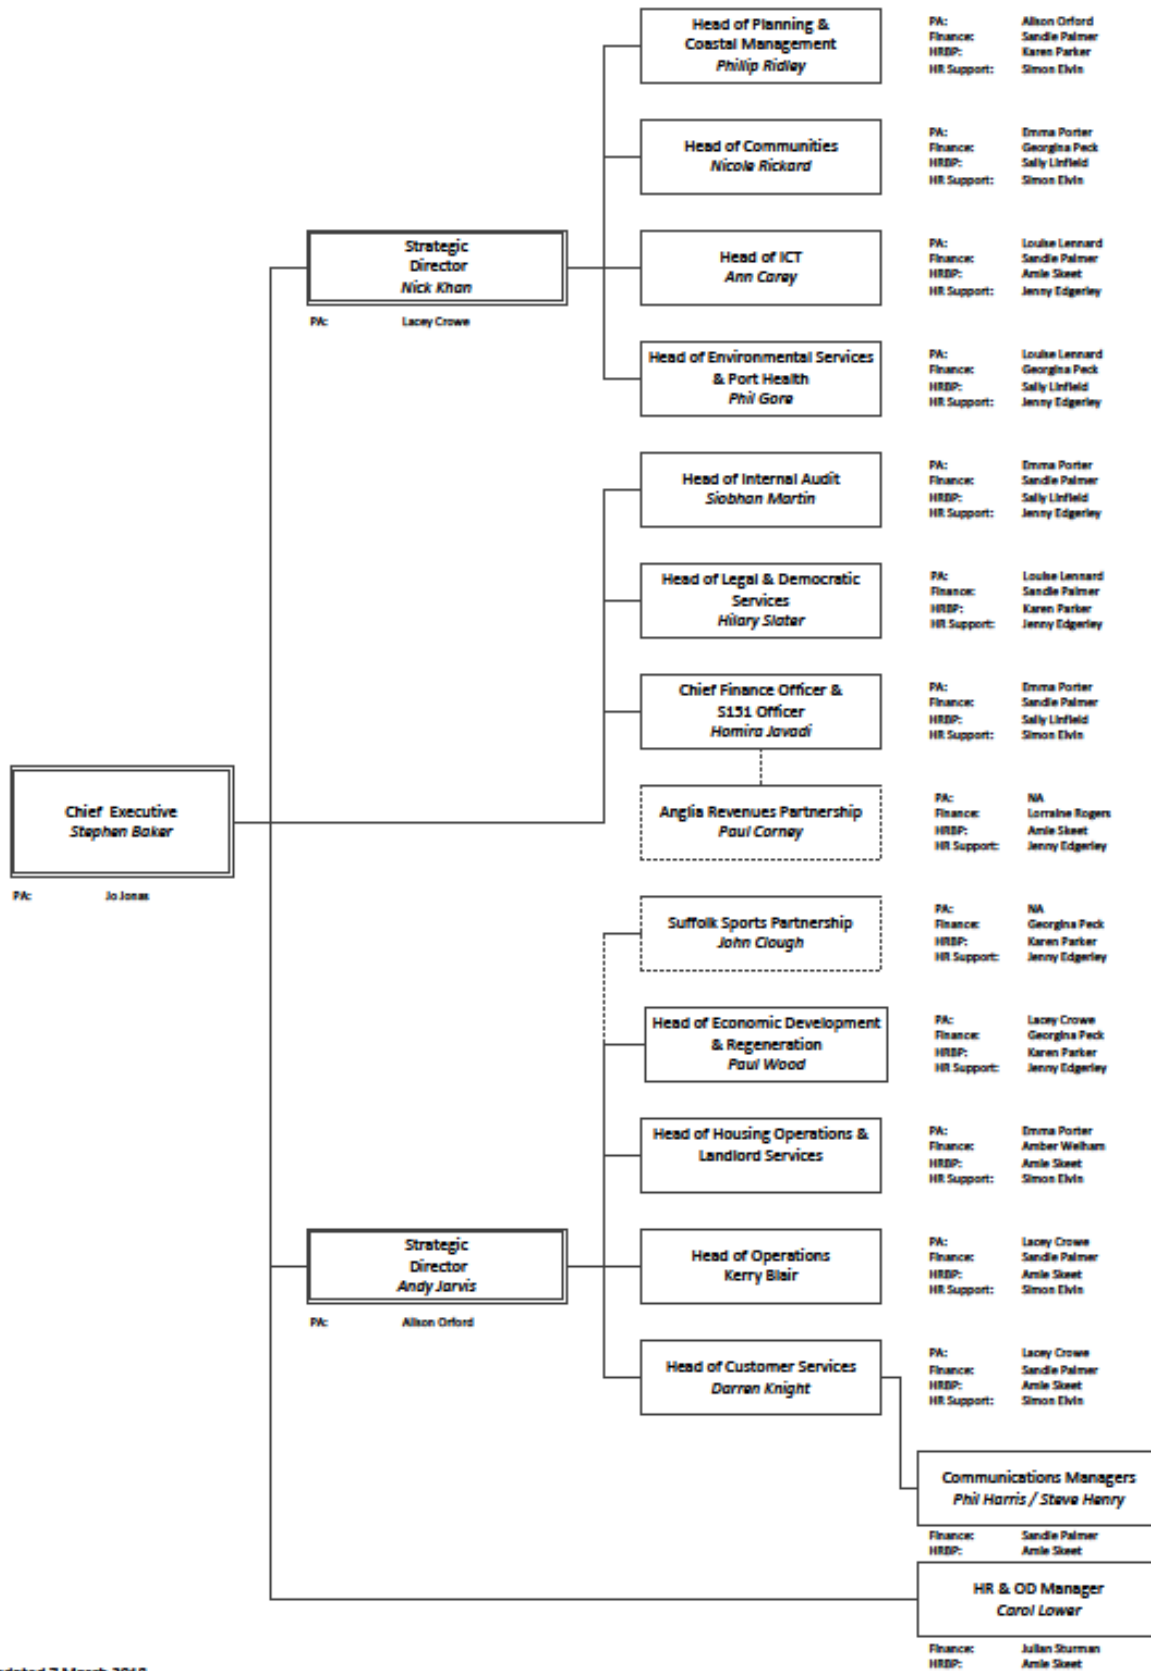 Head of Planning &
Coastal Management
Phillip Ridley
PA: Alison Orford
Finance: Sandie Palmer
HRBP: Karen Parker
HR Support: Simon Elvin
Head of Communities
Nicole Rickard
PA: Emma Porter
Finance: Georgina Peck
HRBP: Sally Linfield
HR Support: Simon Elvin
Strategic
Director
Nick Khan
PA: Lacey Crowe
Head of ICT
Ann Carey
PA: Louise Lennard
Finance: Sandie Palmer
HRBP: Amie Skeet
HR Support: Jenny Edgerley
Head of Environmental Services
& Port Health
Phil Gore
PA: Louise Lennard
Finance: Georgina Peck
HRBP: Sally Linfield
HR Support: Jenny Edgerley
Head of Internal Audit
Siobhan Martin
PA: Emma Porter
Finance: Sandie Palmer
HRBP: Sally Linfield
HR Support: Jenny Edgerley
Head of Legal & Democratic
Services
Hilary Slater
PA: Louise Lennard
Finance: Sandie Palmer
HRBP: Karen Parker
HR Support: Jenny Edgerley
Chief Finance Officer &
S151 Officer
Homira Javadi
PA: Emma Porter
Finance: Sandie Palmer
HRBP: Sally Linfield
HR Support: Simon Elvin
Chief Executive
Stephen Baker
PA: Jo Jonas
Anglia Revenues Partnership
Paul Corney
PA: NA
Finance: Lorraine Rogers
HRBP: Amie Skeet
HR Support: Jenny Edgerley
Suffolk Sports Partnership
John Clough
PA: NA
Finance: Georgina Peck
HRBP: Karen Parker
HR Support: Jenny Edgerley
Head of Economic Development
& Regeneration
Paul Wood
PA: Lacey Crowe
Finance: Georgina Peck
HRBP: Karen Parker
HR Support: Jenny Edgerley
Head of Housing Operations &
Landlord Services
PA: Emma Porter
Finance: Amber Welham
HRBP: Amie Skeet
HR Support: Simon Elvin
Strategic
Director
Andy Jarvis
PA: Alison Orford
Head of Operations
Kerry Blair
PA: Lacey Crowe
Finance: Sandie Palmer
HRBP: Amie Skeet
HR Support: Simon Elvin
Head of Customer Services
Darren Knight
PA: Lacey Crowe
Finance: Sandie Palmer
HRBP: Amie Skeet
HR Support: Simon Elvin
Communications Managers
Phil Harris / Steve Henry
Finance: Sandie Palmer
HRBP: Amie Skeet
HR & OD Manager
Carol Lower
Finance: Julian Sturman
HRBP: Amie Skeet